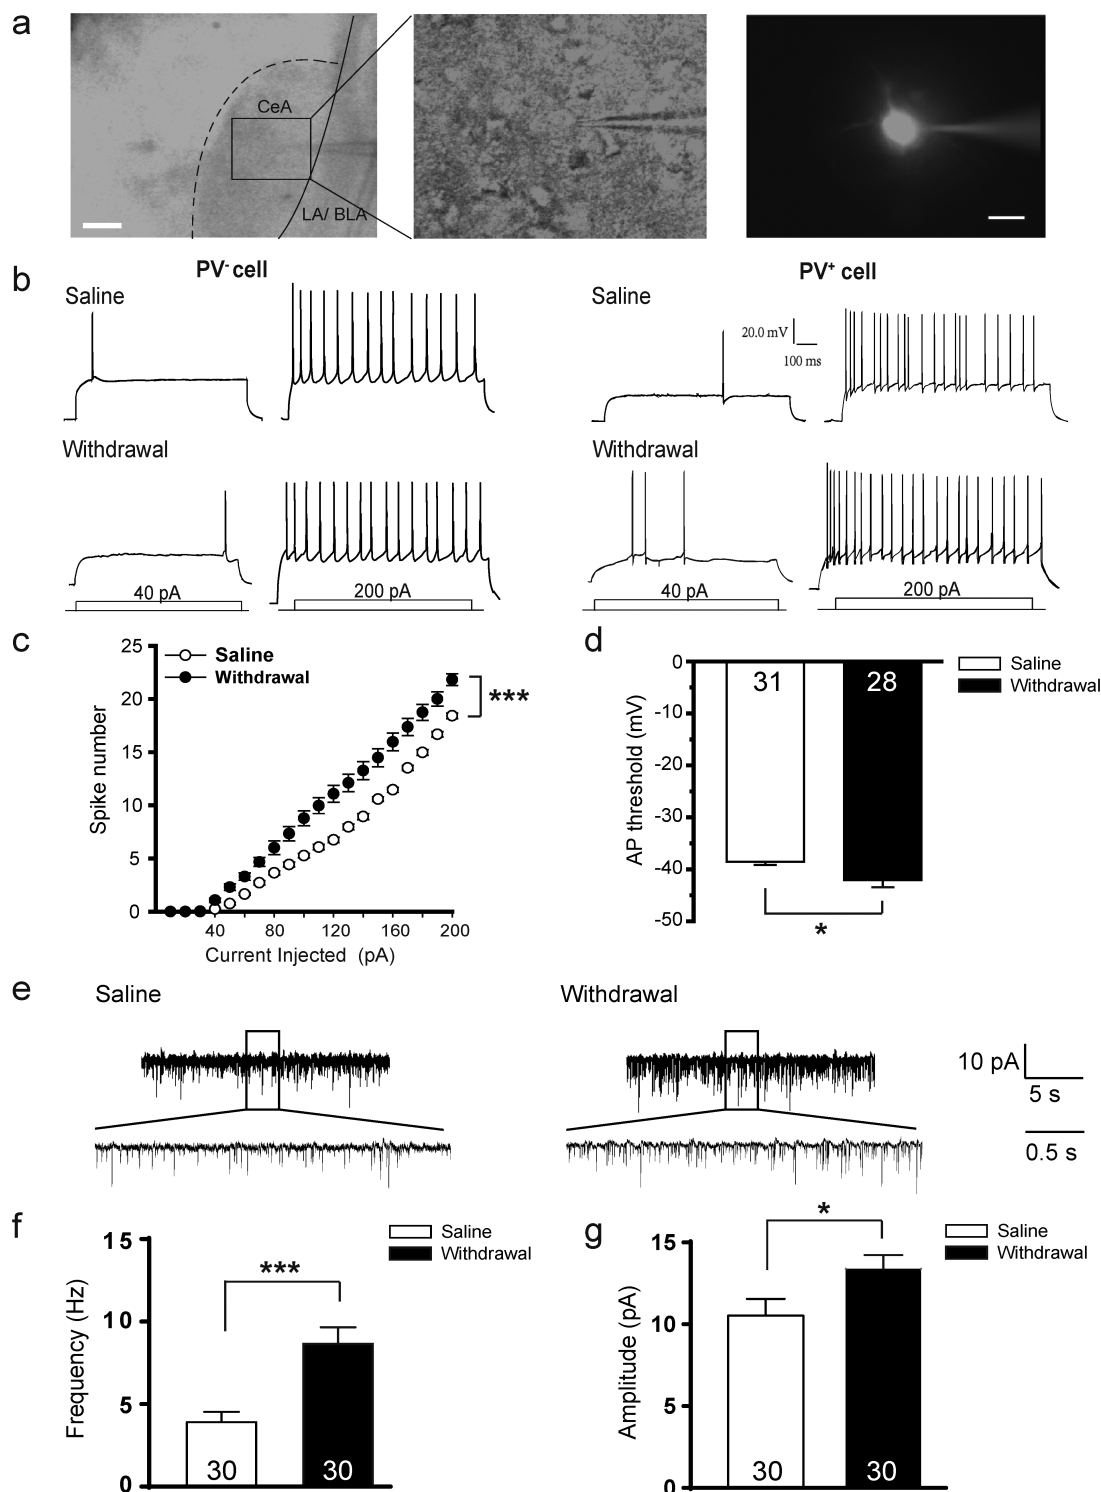 a
CeA
LA/ BLA
b
PV- cell
PV+ cell
Saline
Saline
20.0 mV
100 ms
Withdrawal
Withdrawal
40 pA
200 pA
40 pA
200 pA
c
25
20
15
10
5
0
Spike number
Saline
Withdrawal
***
40
80
120
160
200
Current Injected (pA)
d
0
-10
-20
-30
-40
-50
AP threshold (mV)
31
28
Saline
Withdrawal
*
e
Saline
Withdrawal
10 pA
5 s
0.5 s
f
15
10
5
0
Frequency (Hz)
***
30
30
Saline
Withdrawal
g
15
10
5
0
Amplitude (pA)
*
30
30
Saline
Withdrawal